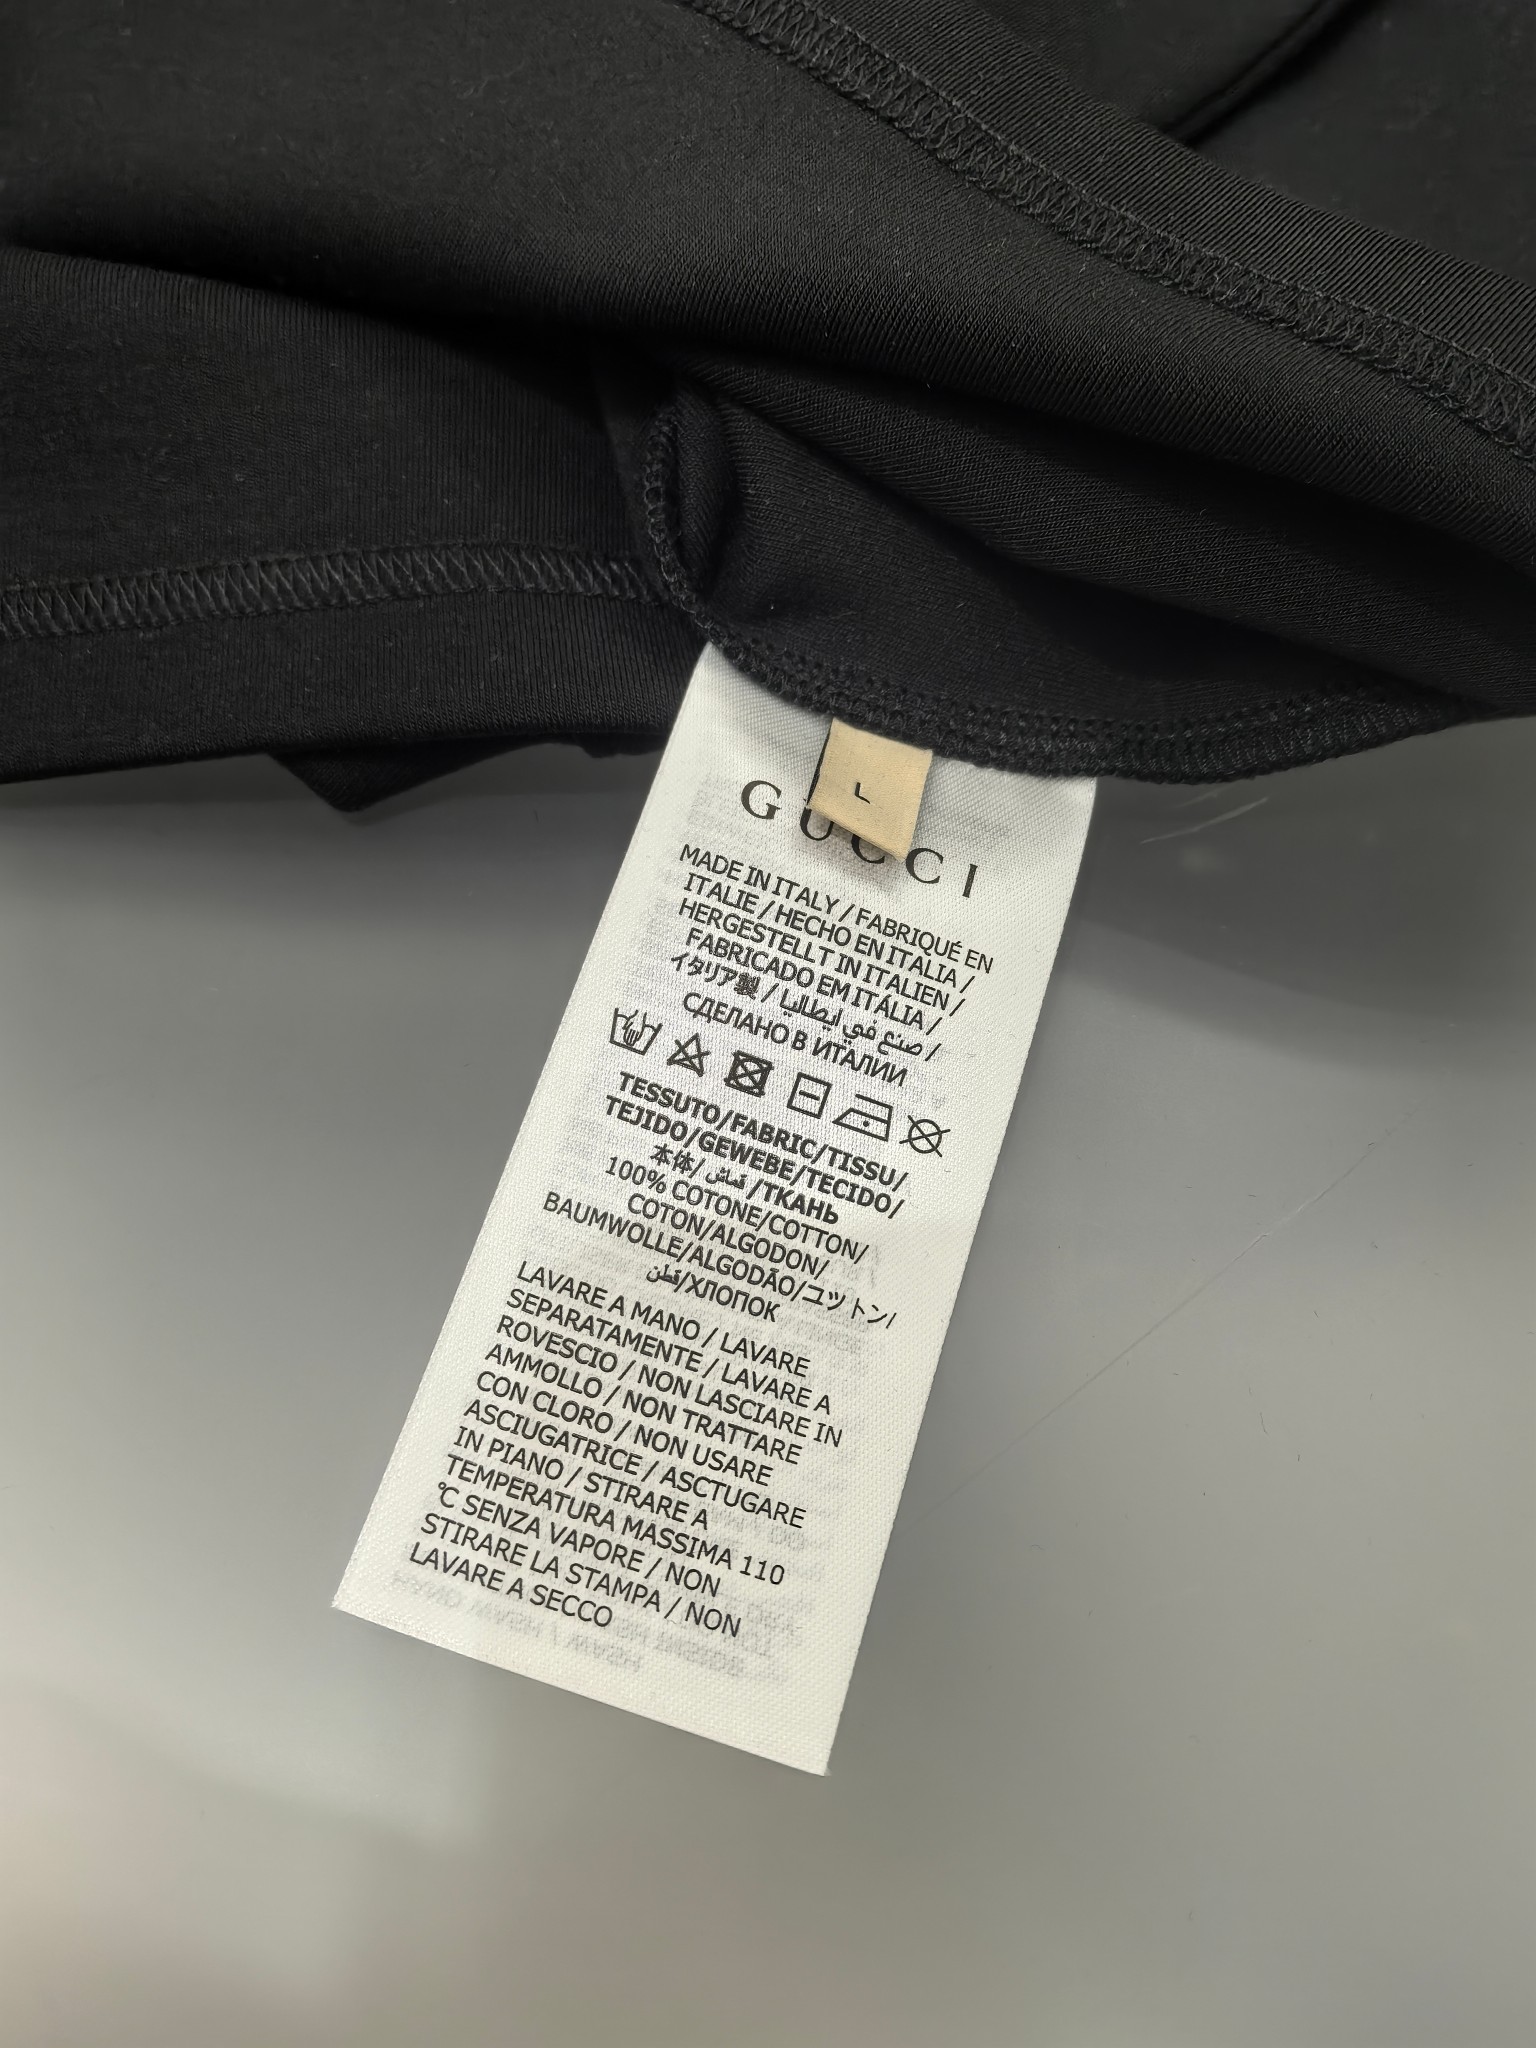 L
GUCCI
MADE IN ITALY / FABRIQUÉ EN
ITALIE / HECHO EN ITALIA /
HERGESTELLT IN ITALIEN /
FABRICADO EM ITÁLIA /
イタリア製 / صنع في ايطاليا /
СДЕЛАНО В ИТАЛИИ
TESSUTO/FABRIC/TISSU/
TEJIDO/GEWEBE/TECIDO/
本体/قماش/ТКАНЬ
100% COTONE/COTTON/
COTON/ALGODON/
BAUMWOLLE/ALGODÃO/ユットン/
قطن/ХЛОПОК
LAVARE A MANO / LAVARE
SEPARATAMENTE / LAVARE A
ROVESCIO / NON LASCIARE IN
AMMOLLO / NON TRATTARE
CON CLORO / NON USARE
ASCIUGATRICE / ASCTUGARE
IN PIANO / STIRARE A
TEMPERATURA MASSIMA 110
℃ SENZA VAPORE / NON
STIRARE LA STAMPA / NON
LAVARE A SECCO